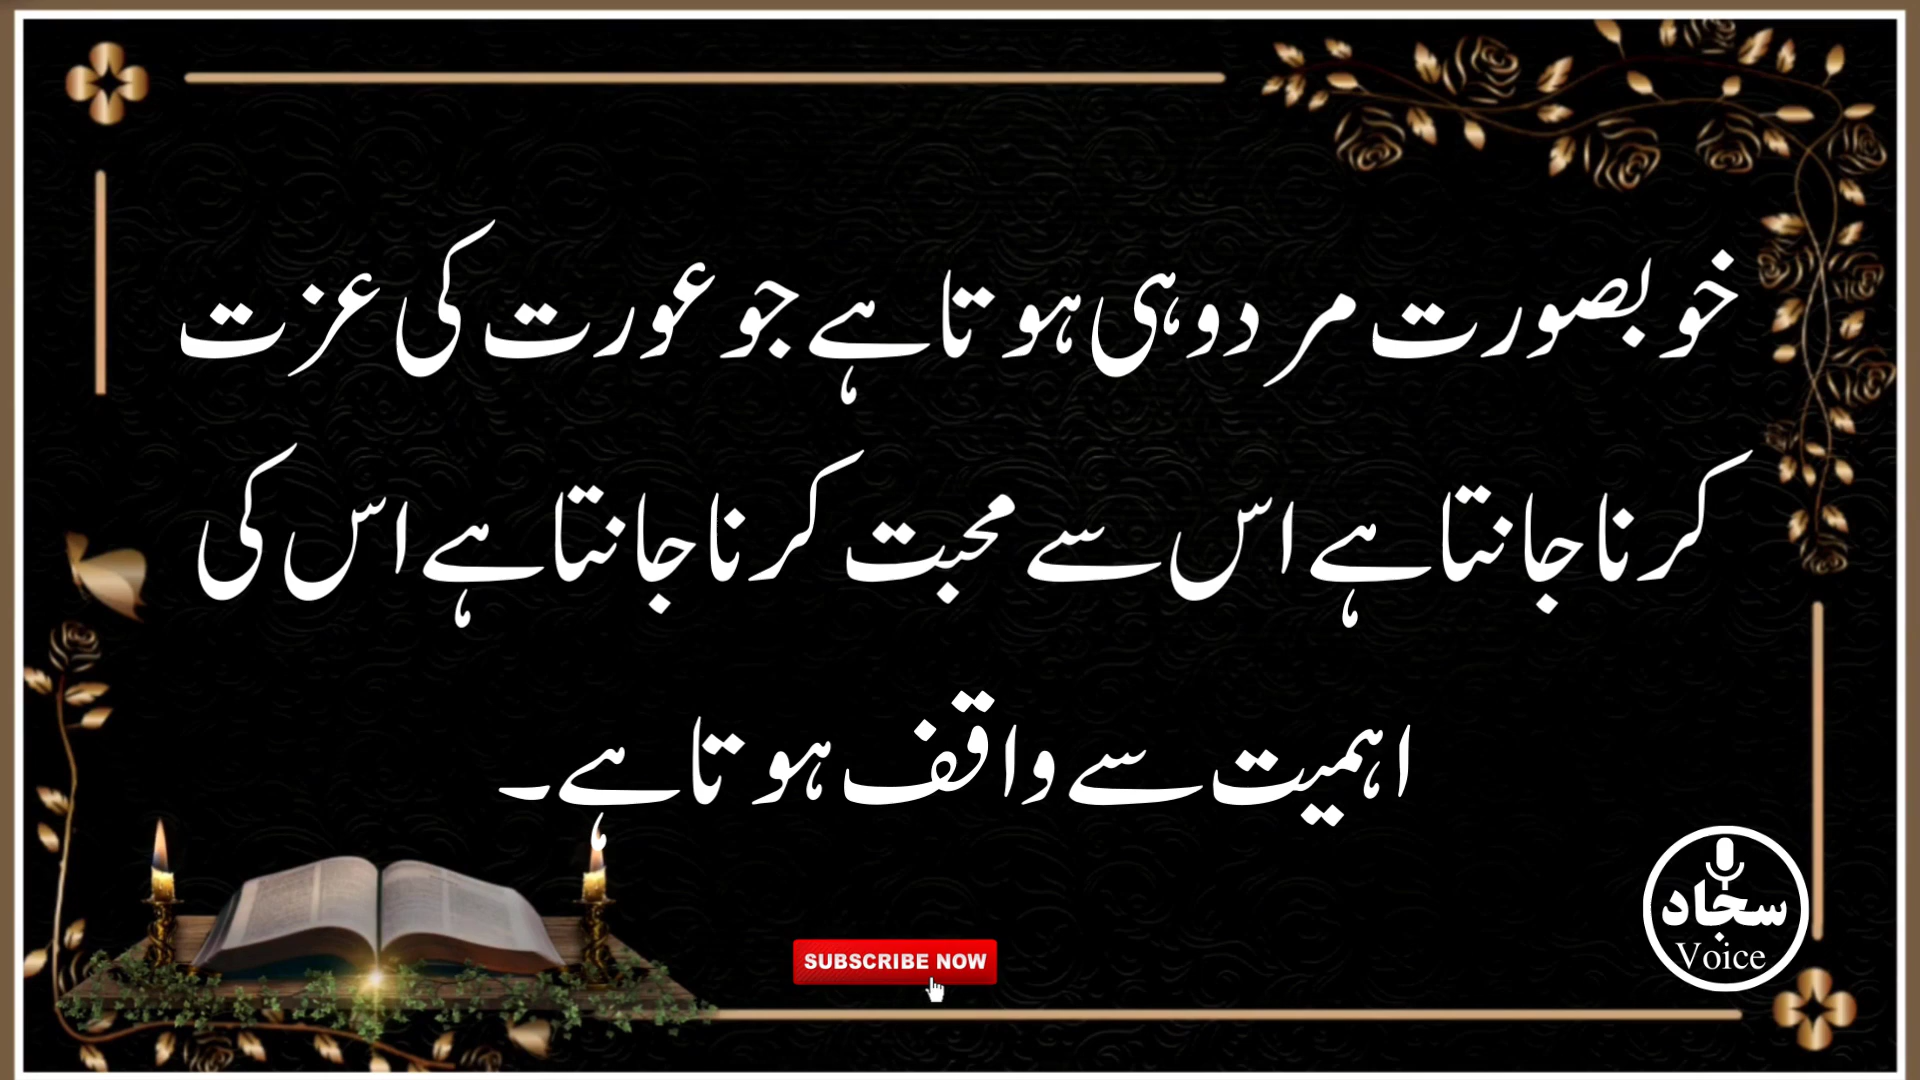 خوبصورت مرد وہی ہوتا ہے جو عورت کی عزت
کرنا جانتا ہے اس سے محبت کرنا جانتا ہے اس کی
اہمیت سے واقف ہوتا ہے۔
SUBSCRIBE NOW
سجاد
Voice